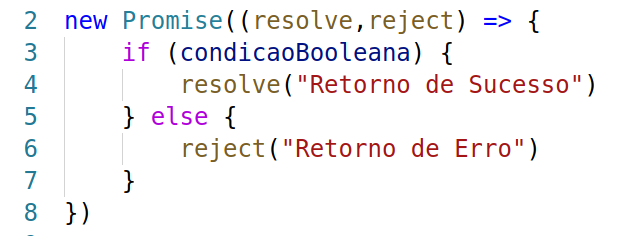 2 new Promise((resolve,reject) => {
3     if (condicaoBooleana) {
4         resolve("Retorno de Sucesso")
5     } else {
6         reject("Retorno de Erro")
7     }
8 })